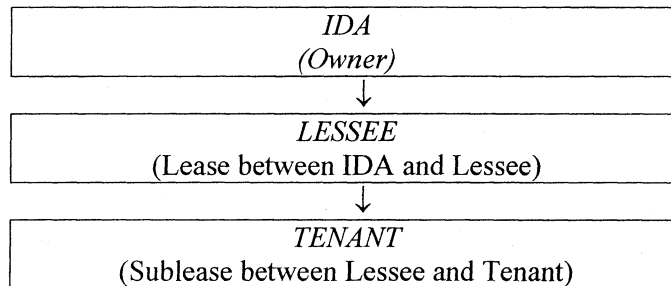 IDA
(Owner)
LESSEE
(Lease between IDA and Lessee)
TENANT
(Sublease between Lessee and Tenant)